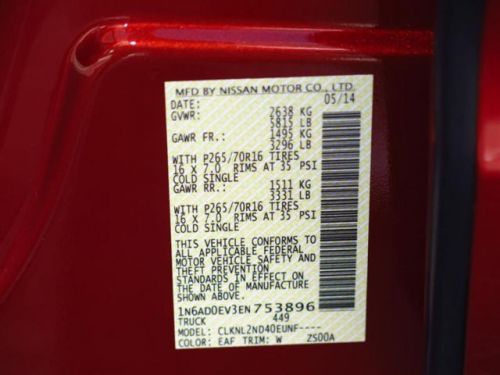 MFD BY NISSAN MOTOR CO., LTD.
DATE: 05/14
GVWR: 2638 KG
5815 LB
GAWR FR.: 1495 KG
3296 LB
WITH P265/70R16 TIRES
16 X 7.0 RIMS AT 35 PSI
COLD SINGLE
GAWR RR.: 1511 KG
3331 LB
WITH P265/70R16 TIRES
16 X 7.0 RIMS AT 35 PSI
COLD SINGLE
THIS VEHICLE CONFORMS TO
ALL APPLICABLE FEDERAL
MOTOR VEHICLE SAFETY AND
THEFT PREVENTION
STANDARDS IN EFFECT ON
THE DATE OF MANUFACTURE
SHOWN ABOVE.
1N6AD0EV3EN753896
TRUCK 449
MODEL: CLKNL2ND40EUNF----
COLOR: EAF TRIM: W ZS00A